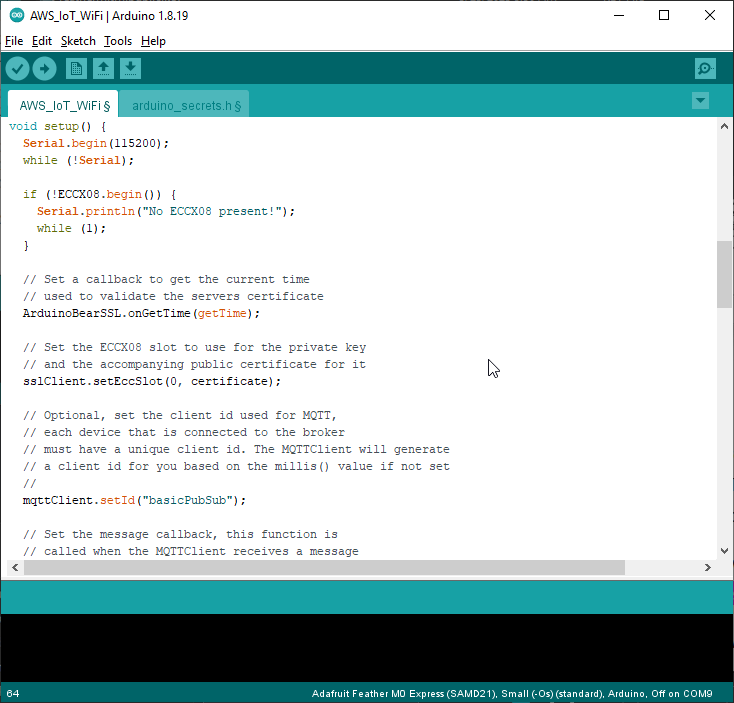 AWS_IoT_WiFi | Arduino 1.8.19
File Edit Sketch Tools Help
AWS_IoT_WiFi § arduino_secrets.h §
void setup() {
  Serial.begin(115200);
  while (!Serial);
  if (!ECCX08.begin()) {
    Serial.println("No ECCX08 present!");
    while (1);
  }
  // Set a callback to get the current time
  // used to validate the servers certificate
  ArduinoBearSSL.onGetTime(getTime);
  // Set the ECCX08 slot to use for the private key
  // and the accompanying public certificate for it
  sslClient.setEccSlot(0, certificate);
  // Optional, set the client id used for MQTT,
  // each device that is connected to the broker
  // must have a unique client id. The MQTTClient will generate
  // a client id for you based on the millis() value if not set
  //
  mqttClient.setId("basicPubSub");
  // Set the message callback, this function is
  // called when the MQTTClient receives a message
64 Adafruit Feather M0 Express (SAMD21), Small (-Os) (standard), Arduino, Off on COM9